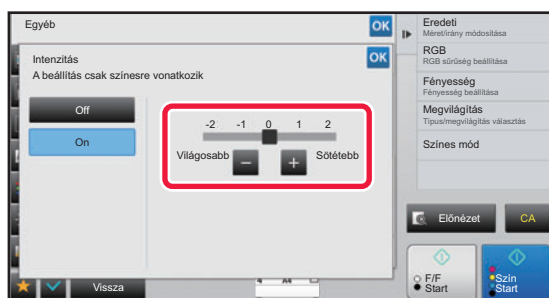 Egyéb
OK
Intenzitás
OK
A beállítás csak színesre vonatkozik
Off
On
-2 -1 0 1 2
Világosabb
Sötétebb
Vissza
A4
Eredeti
Méret/irány módosítása
RGB
RGB sűrűség beállítása
Fényesség
Fényesség beállítása
Megvilágítás
Típus/megvilágítás választás
Színes mód
Előnézet
CA
F/F
Start
Szín
Start